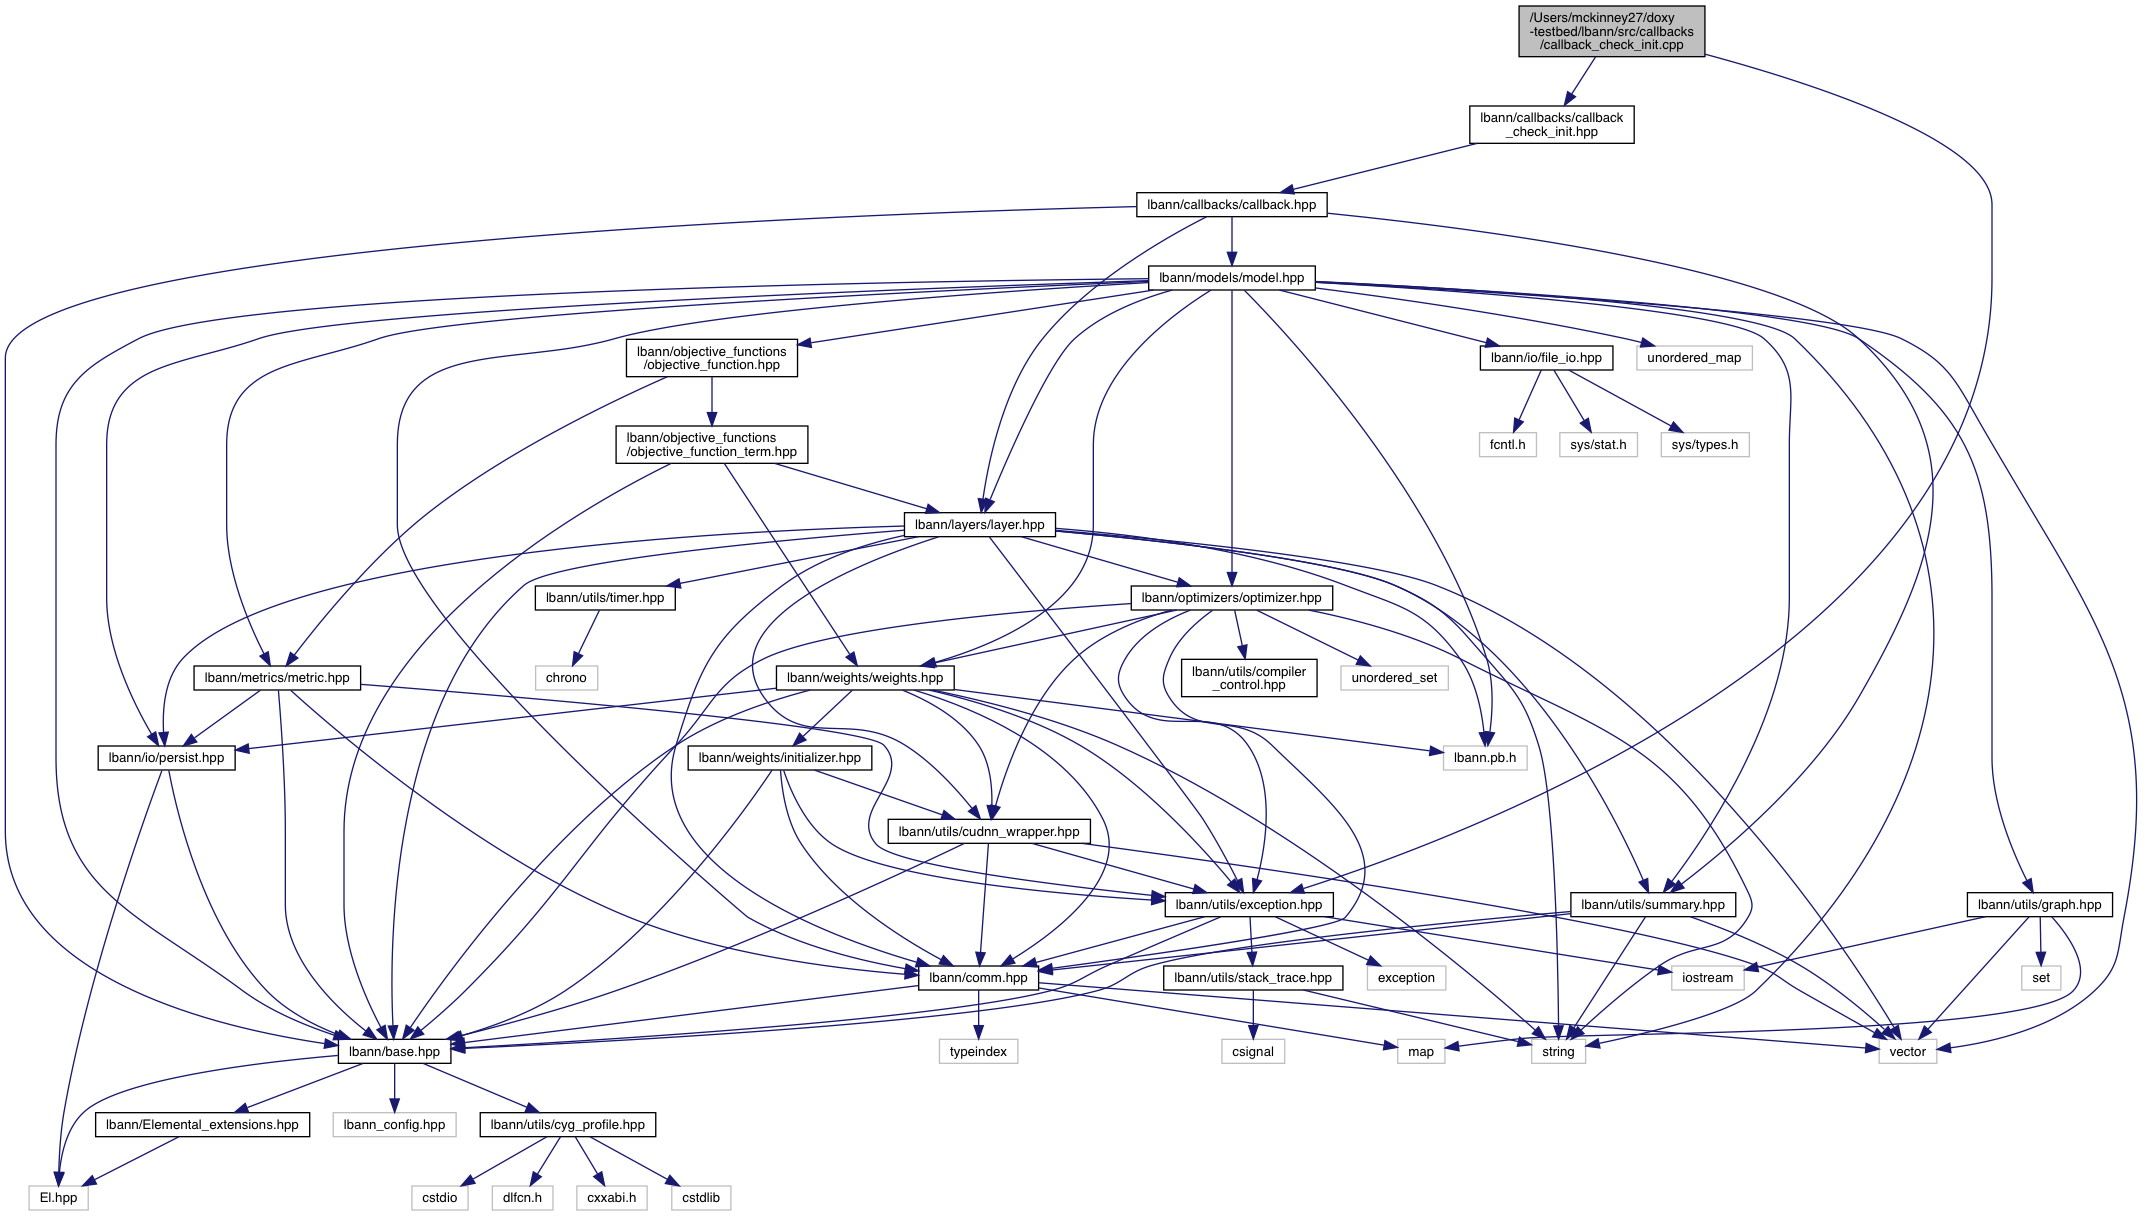 /Users/mckinney27/doxy
-testbed/lbann/src/callbacks
/callback_check_init.cpp
lbann/callbacks/callback
_check_init.hpp
lbann/callbacks/callback.hpp
lbann/models/model.hpp
lbann/objective_functions
/objective_function.hpp
lbann/io/file_io.hpp
unordered_map
lbann/objective_functions
/objective_function_term.hpp
fcntl.h
sys/stat.h
sys/types.h
lbann/layers/layer.hpp
lbann/utils/timer.hpp
lbann/optimizers/optimizer.hpp
lbann/metrics/metric.hpp
chrono
lbann/weights/weights.hpp
lbann/utils/compiler
_control.hpp
unordered_set
lbann/io/persist.hpp
lbann/weights/initializer.hpp
lbann.pb.h
lbann/utils/cudnn_wrapper.hpp
lbann/utils/exception.hpp
lbann/utils/summary.hpp
lbann/utils/graph.hpp
lbann/comm.hpp
lbann/utils/stack_trace.hpp
exception
iostream
set
lbann/base.hpp
typeindex
csignal
map
string
vector
lbann/Elemental_extensions.hpp
lbann_config.hpp
lbann/utils/cyg_profile.hpp
El.hpp
cstdio
dlfcn.h
cxxabi.h
cstdlib